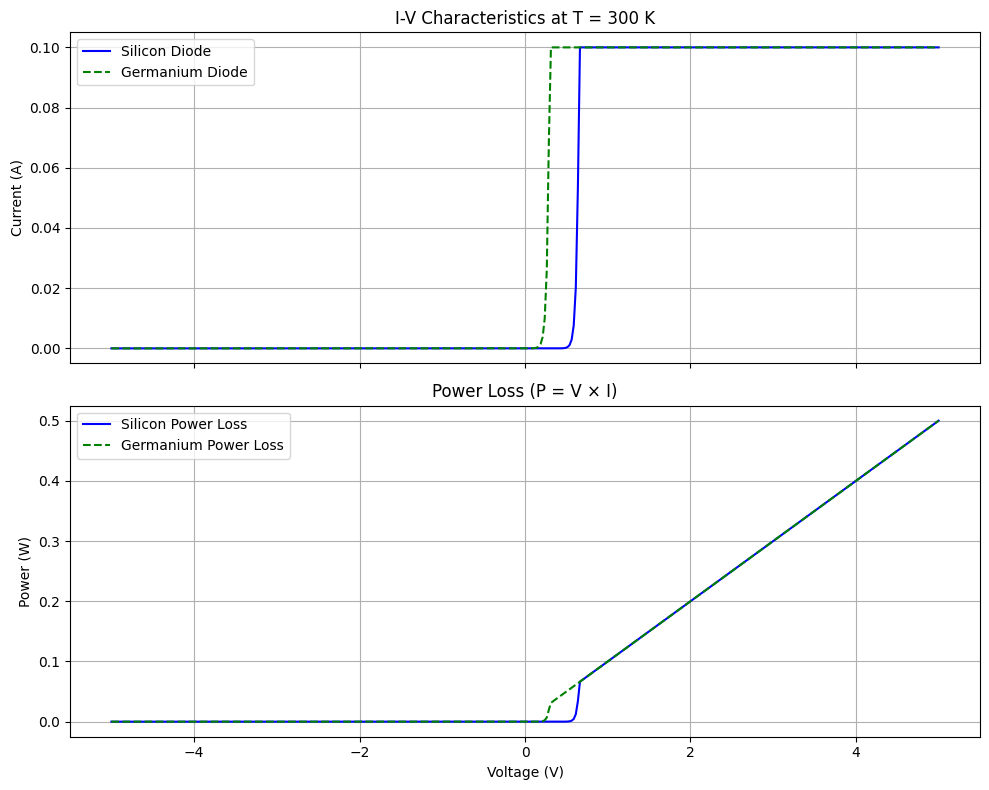 I-V Characteristics at T = 300 K
Silicon Diode
Germanium Diode
0.10
0.08
0.06
0.04
0.02
0.00
Current (A)
Power Loss (P = V × I)
Silicon Power Loss
Germanium Power Loss
0.5
0.4
0.3
0.2
0.1
0.0
Power (W)
−4 −2 0 2 4
Voltage (V)